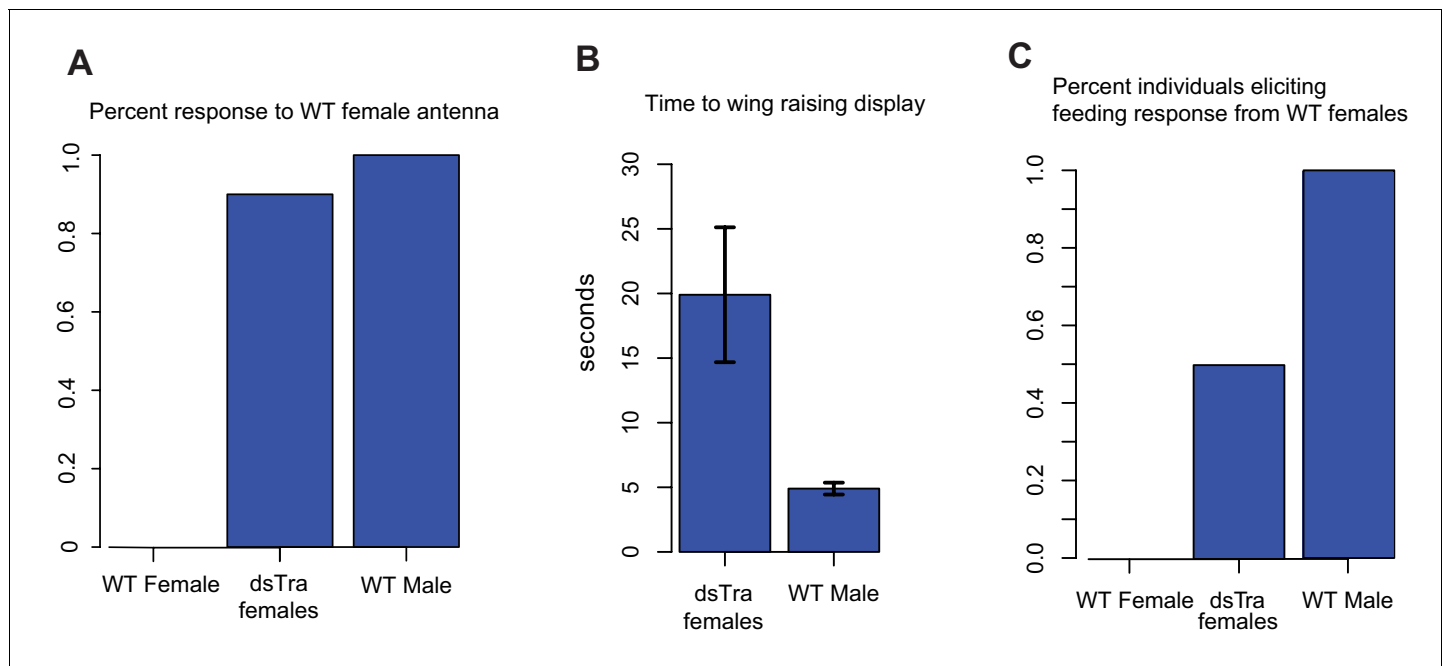 A
Percent response to WT female antenna
1.0
0.8
0.6
0.4
0.2
0
WT Female
dsTra
females
WT Male
B
Time to wing raising display
seconds
30
25
20
15
10
5
0
dsTra
females
WT Male
C
Percent individuals eliciting
feeding response from WT females
1.0
0.8
0.6
0.4
0.2
0.0
WT Female
dsTra
females
WT Male